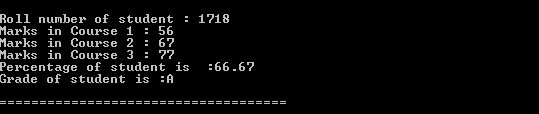 Roll number of student : 1718
Marks in Course 1 : 56
Marks in Course 2 : 67
Marks in Course 3 : 77
Percentage of student is  :66.67
Grade of student is :A
====================================